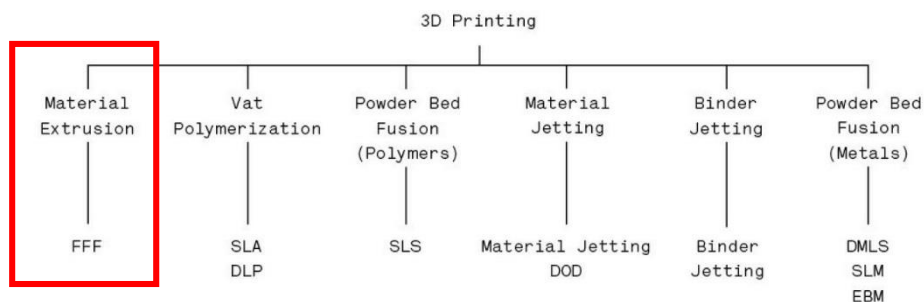 3D Printing
Material
Extrusion
Vat
Polymerization
Powder Bed
Fusion
(Polymers)
Material
Jetting
Binder
Jetting
Powder Bed
Fusion
(Metals)
FFF
SLA
DLP
SLS
Material Jetting
DOD
Binder
Jetting
DMLS
SLM
EBM